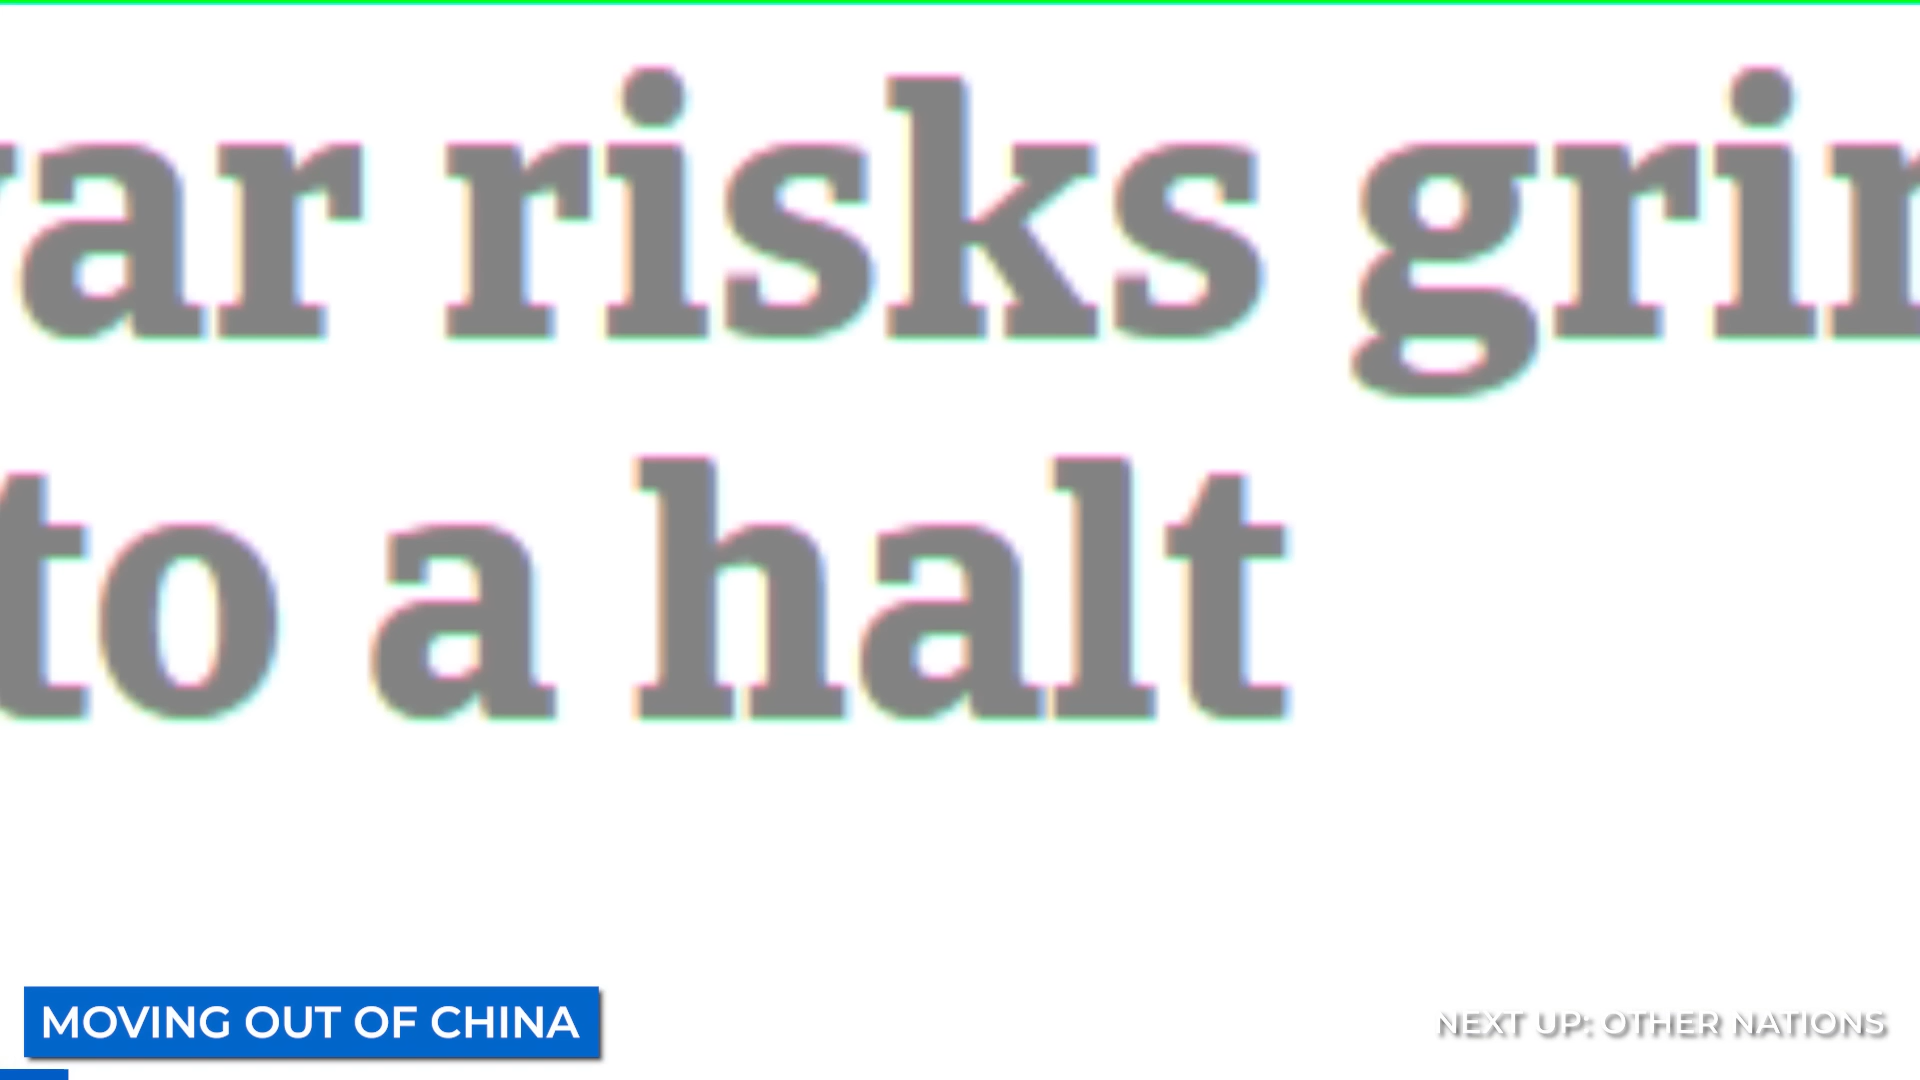 ar risks gri
to a halt
MOVING OUT OF CHINA
NEXT UP: OTHER NATIONS